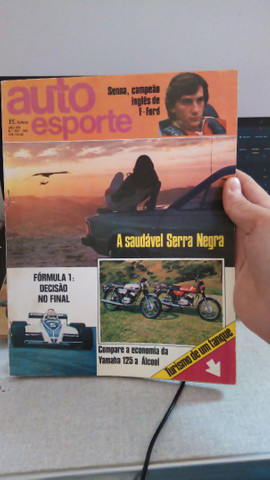 auto
esporte
Senna, campeão
inglês de
F-Ford
A saudável Serra Negra
FÓRMULA 1:
DECISÃO
NO FINAL
Compare a economia da
Yamaha 125 a Álcool
Turismo de um tanque